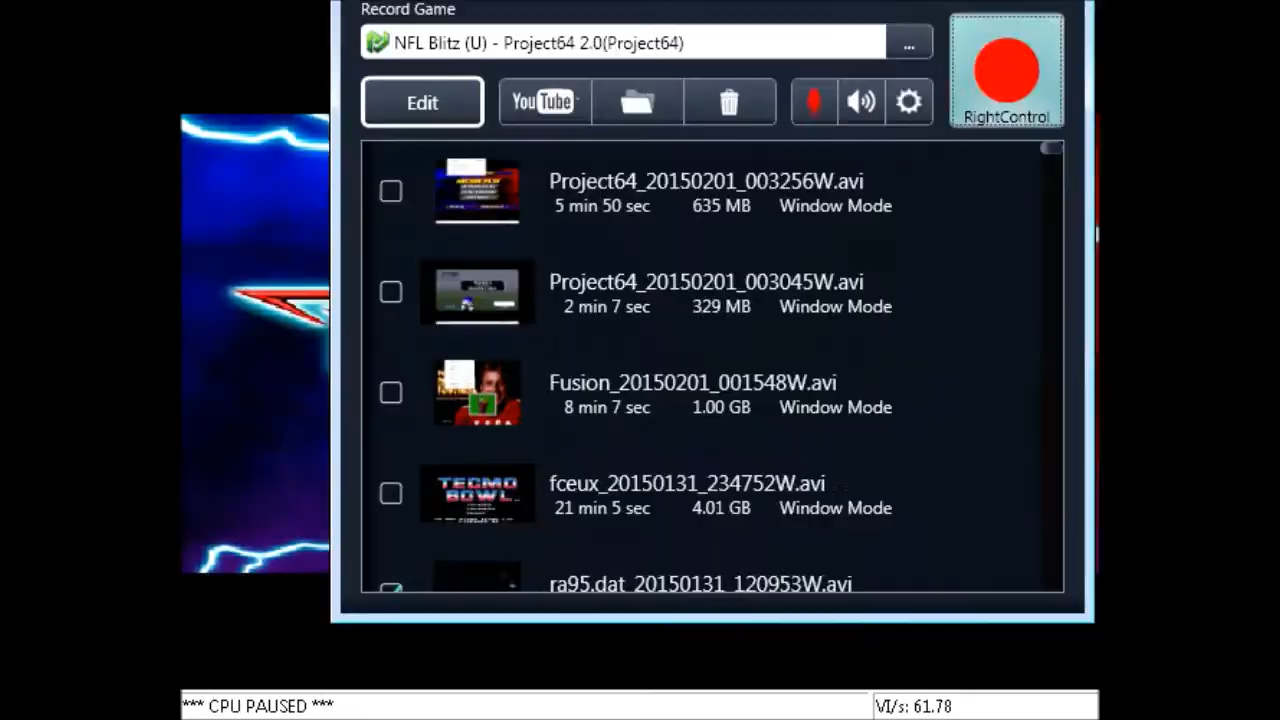 Record Game
NFL Blitz (U) - Project64 2.0(Project64)
...
Edit
YouTube
RightControl
Project64_20150201_003256W.avi
5 min 50 sec 635 MB Window Mode
Project64_20150201_003045W.avi
2 min 7 sec 329 MB Window Mode
Fusion_20150201_001548W.avi
8 min 7 sec 1.00 GB Window Mode
TECMO
BOWL
fceux_20150131_234752W.avi
21 min 5 sec 4.01 GB Window Mode
ra95.dat_20150131_120953W.avi
*** CPU PAUSED ***
VI/s: 61.78